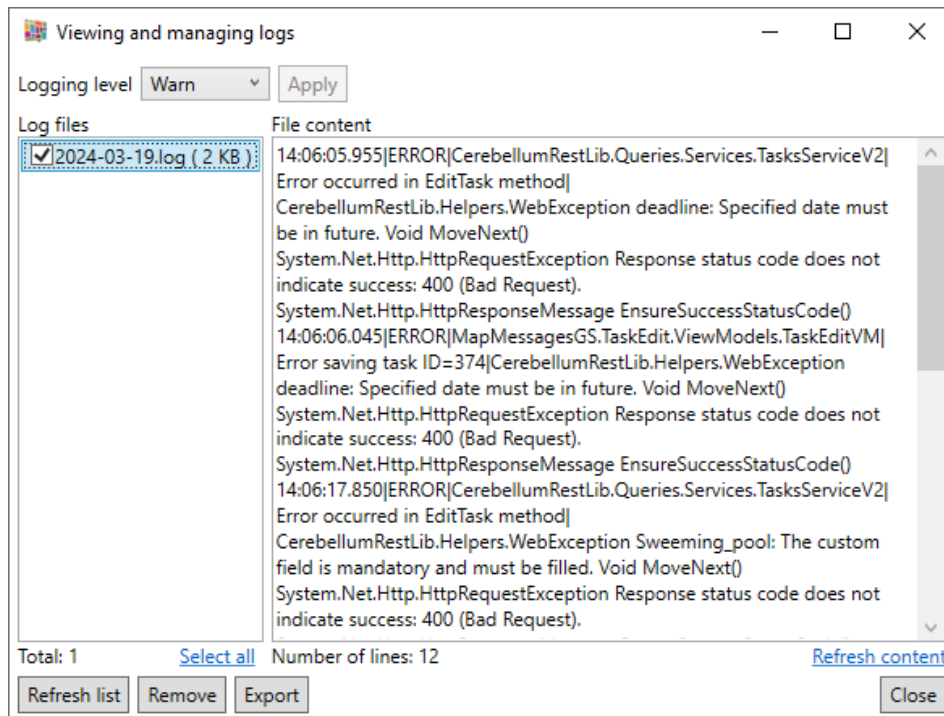 Viewing and managing logs
Logging level Warn Apply
Log files
2024-03-19.log ( 2 KB )
File content
14:06:05.955|ERROR|CerebellumRestLib.Queries.Services.TasksServiceV2|
Error occurred in EditTask method|
CerebellumRestLib.Helpers.WebException deadline: Specified date must
be in future. Void MoveNext()
System.Net.Http.HttpRequestException Response status code does not
indicate success: 400 (Bad Request).
System.Net.Http.HttpResponseMessage EnsureSuccessStatusCode()
14:06:06.045|ERROR|MapMessagesGS.TaskEdit.ViewModels.TaskEditVM|
Error saving task ID=374|CerebellumRestLib.Helpers.WebException
deadline: Specified date must be in future. Void MoveNext()
System.Net.Http.HttpRequestException Response status code does not
indicate success: 400 (Bad Request).
System.Net.Http.HttpResponseMessage EnsureSuccessStatusCode()
14:06:17.850|ERROR|CerebellumRestLib.Queries.Services.TasksServiceV2|
Error occurred in EditTask method|
CerebellumRestLib.Helpers.WebException Sweeming_pool: The custom
field is mandatory and must be filled. Void MoveNext()
System.Net.Http.HttpRequestException Response status code does not
indicate success: 400 (Bad Request).
Total: 1 Select all
Number of lines: 12 Refresh content
Refresh list Remove Export Close